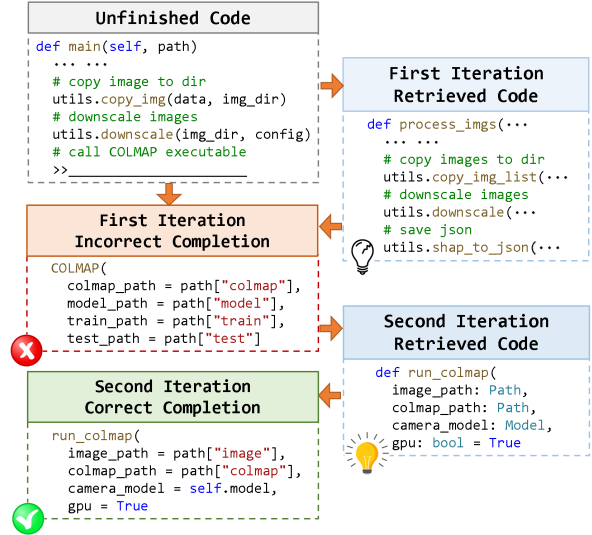 Unfinished Code
def main(self, path)
... ...
# copy image to dir
utils.copy_img(data, img_dir)
# downscale images
utils.downscale(img_dir, config)
# call COLMAP executable
>>
First Iteration
Retrieved Code
def process_imgs(...
... ...
# copy images to dir
utils.copy_img_list(...
# downscale images
utils.downscale(...
# save json
utils.shap_to_json(...
First Iteration
Incorrect Completion
COLMAP(
colmap_path = path["colmap"],
model_path = path["model"],
train_path = path["train"],
test_path = path["test"]
Second Iteration
Retrieved Code
def run_colmap(
image_path: Path,
colmap_path: Path,
camera_model: Model,
gpu: bool = True
Second Iteration
Correct Completion
run_colmap(
image_path = path["image"],
colmap_path = path["colmap"],
camera_model = self.model,
gpu = True